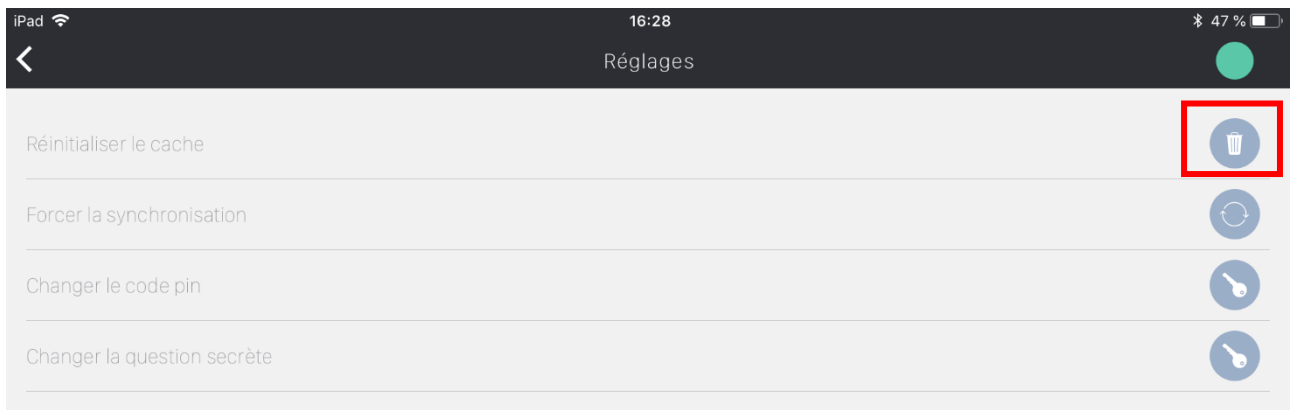 iPad 16:28 47 %
Réglages
Réinitialiser le cache
Forcer la synchronisation
Changer le code pin
Changer la question secrète